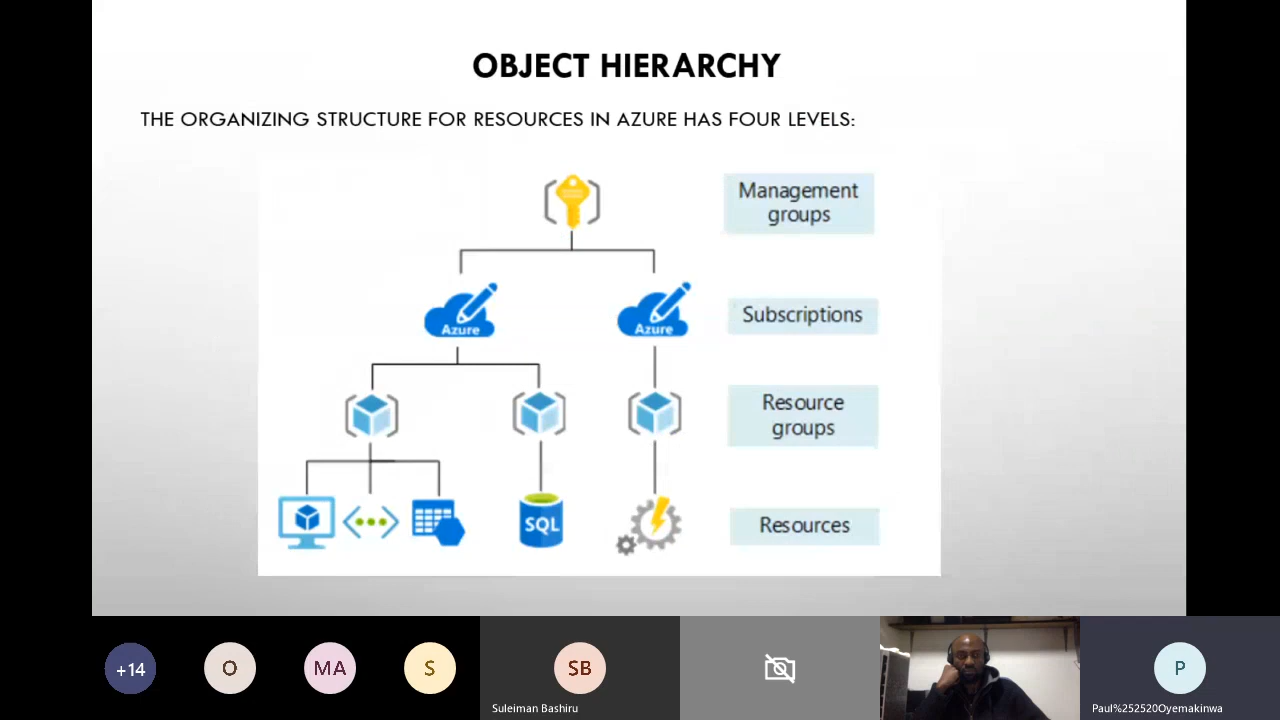 OBJECT HIERARCHY
THE ORGANIZING STRUCTURE FOR RESOURCES IN AZURE HAS FOUR LEVELS:
Management
groups
Azure
Azure
Subscriptions
Resource
groups
SQL
Resources
+14
O
MA
S
SB
P
Suleiman Bashiru
Paul%252520Oyemakinwa